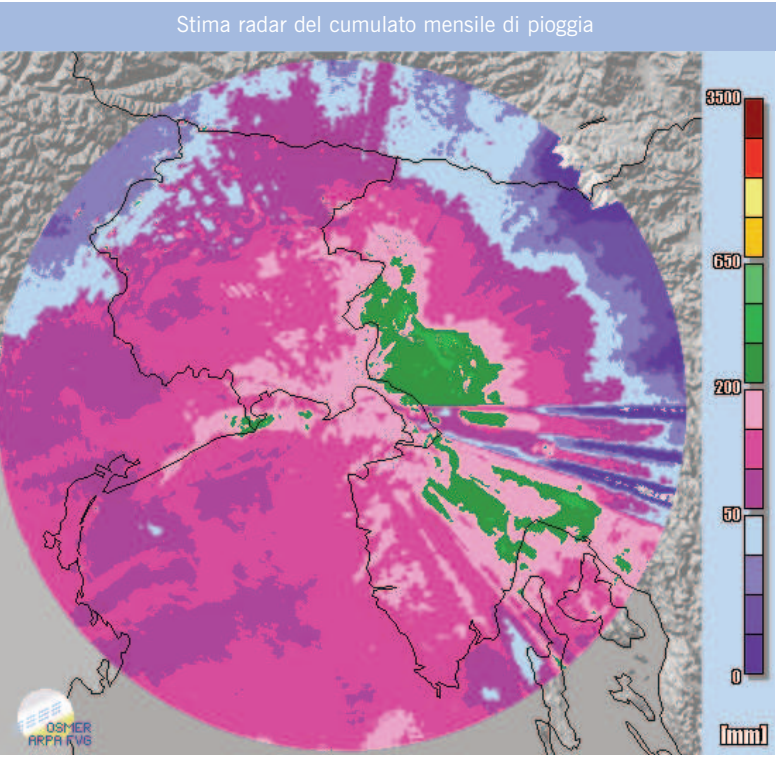 Stima radar del cumulato mensile di pioggia
3500
650
200
50
0
[mm]
OSMER
ARPA FVG